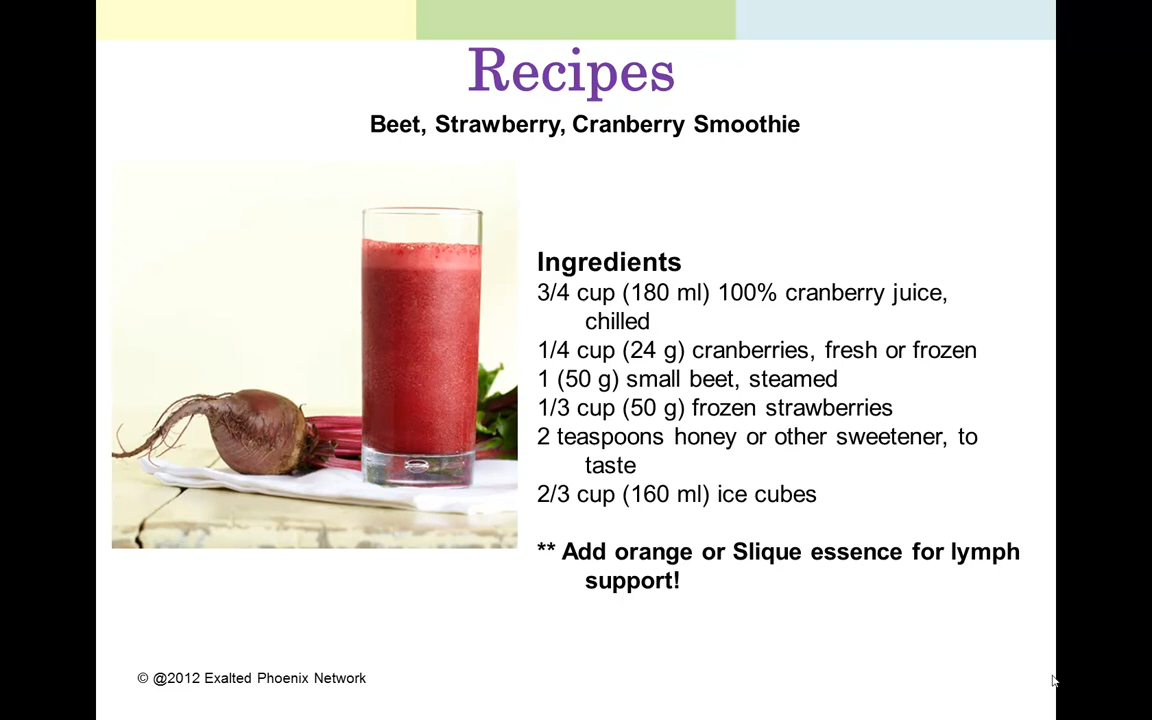 Recipes
Beet, Strawberry, Cranberry Smoothie
Ingredients
3/4 cup (180 ml) 100% cranberry juice,
chilled
1/4 cup (24 g) cranberries, fresh or frozen
1 (50 g) small beet, steamed
1/3 cup (50 g) frozen strawberries
2 teaspoons honey or other sweetener, to
taste
2/3 cup (160 ml) ice cubes
** Add orange or Slique essence for lymph
support!
© @2012 Exalted Phoenix Network